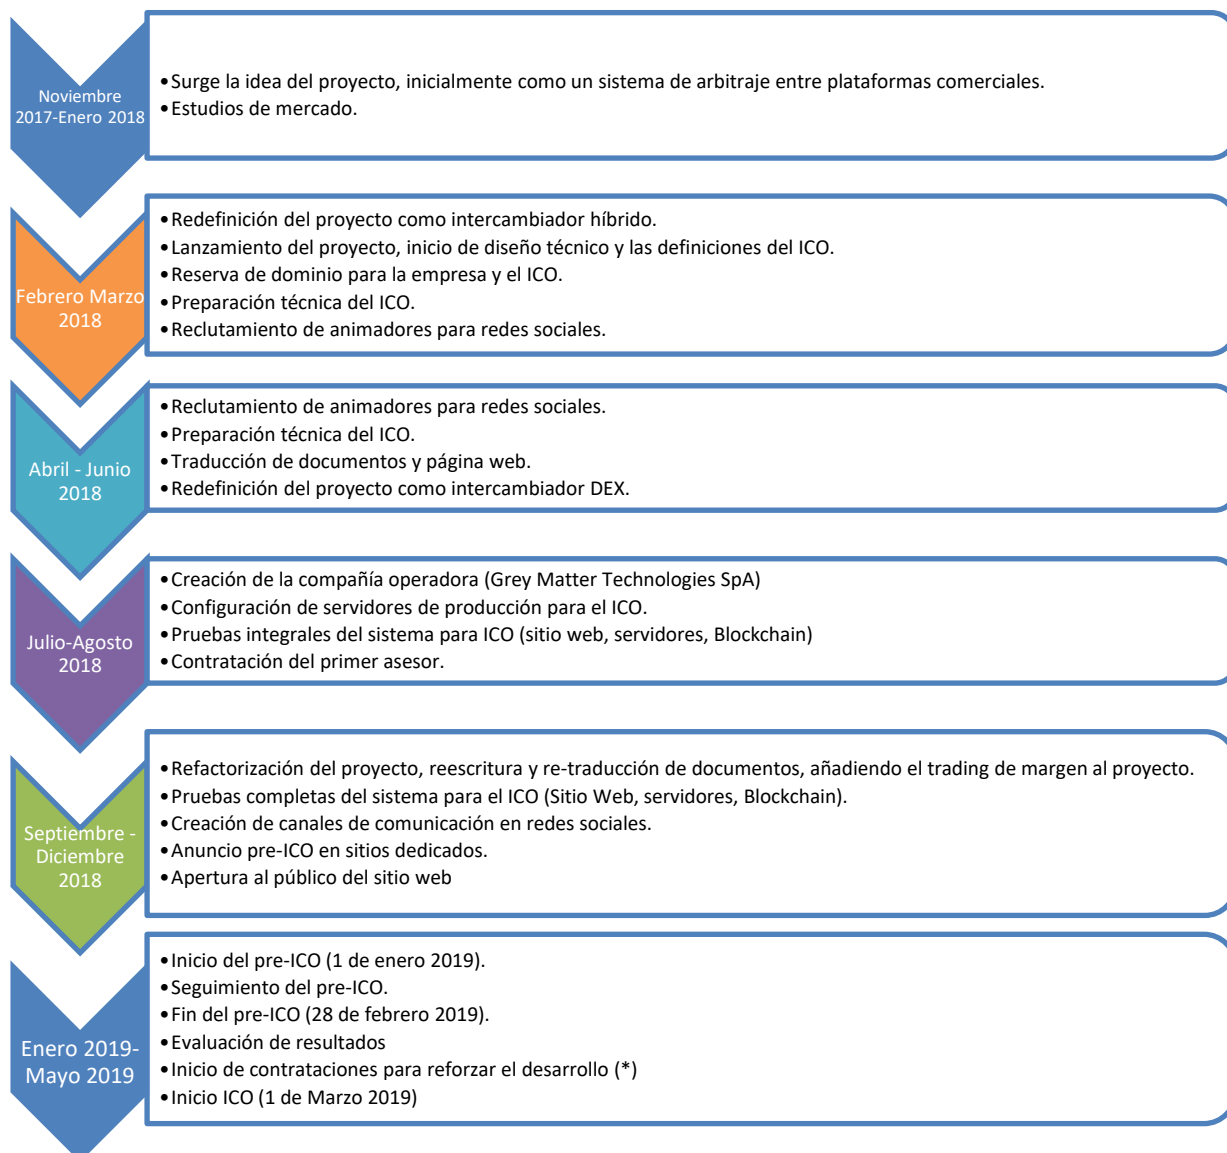 Noviembre
2017-Enero 2018
•Surge la idea del proyecto, inicialmente como un sistema de arbitraje entre plataformas comerciales.
•Estudios de mercado.
Febrero Marzo
2018
•Redefinición del proyecto como intercambiador híbrido.
•Lanzamiento del proyecto, inicio de diseño técnico y las definiciones del ICO.
•Reserva de dominio para la empresa y el ICO.
•Preparación técnica del ICO.
•Reclutamiento de animadores para redes sociales.
Abril - Junio
2018
•Reclutamiento de animadores para redes sociales.
•Preparación técnica del ICO.
•Traducción de documentos y página web.
•Redefinición del proyecto como intercambiador DEX.
Julio-Agosto
2018
•Creación de la compañía operadora (Grey Matter Technologies SpA)
•Configuración de servidores de producción para el ICO.
•Pruebas integrales del sistema para ICO (sitio web, servidores, Blockchain)
•Contratación del primer asesor.
Septiembre -
Diciembre
2018
•Refactorización del proyecto, reescritura y re-traducción de documentos, añadiendo el trading de margen al proyecto.
•Pruebas completas del sistema para el ICO (Sitio Web, servidores, Blockchain).
•Creación de canales de comunicación en redes sociales.
•Anuncio pre-ICO en sitios dedicados.
•Apertura al público del sitio web
Enero 2019-
Mayo 2019
•Inicio del pre-ICO (1 de enero 2019).
•Seguimiento del pre-ICO.
•Fin del pre-ICO (28 de febrero 2019).
•Evaluación de resultados
•Inicio de contrataciones para reforzar el desarrollo (*)
•Inicio ICO (1 de Marzo 2019)